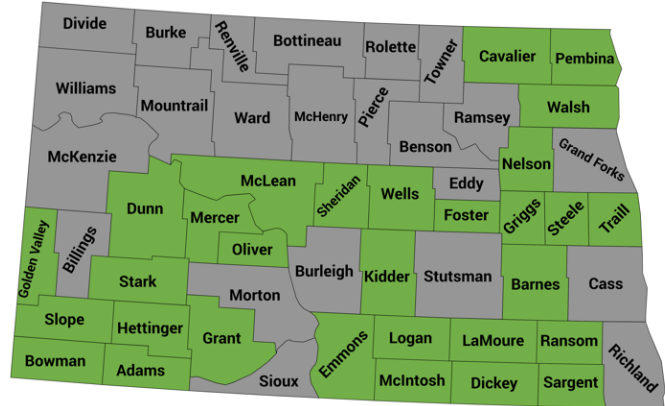 Divide
Burke
Renville
Bottineau
Rolette
Towner
Cavalier
Pembina
Williams
Mountrail
Ward
McHenry
Pierce
Benson
Ramsey
Walsh
McKenzie
McLean
Sheridan
Wells
Eddy
Nelson
Grand Forks
Dunn
Mercer
Oliver
Foster
Griggs
Steele
Traill
Golden Valley
Billings
Stark
Morton
Burleigh
Kidder
Stutsman
Barnes
Cass
Slope
Hettinger
Grant
Emmons
Logan
LaMoure
Ransom
Richland
Bowman
Adams
Sioux
McIntosh
Dickey
Sargent